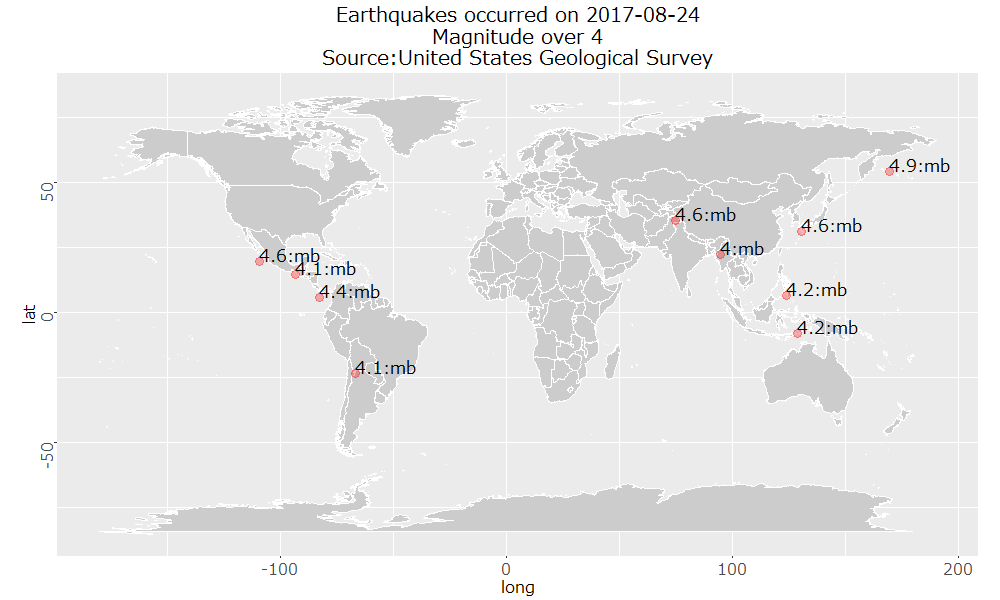 Earthquakes occurred on 2017-08-24
Magnitude over 4
Source:United States Geological Survey
4.9:mb
4.6:mb
4.6:mb
4:mb
4.6:mb
4.1:mb
4.4:mb
4.2:mb
4.2:mb
4.1:mb
lat
50
0
-50
-100
0
100
200
long